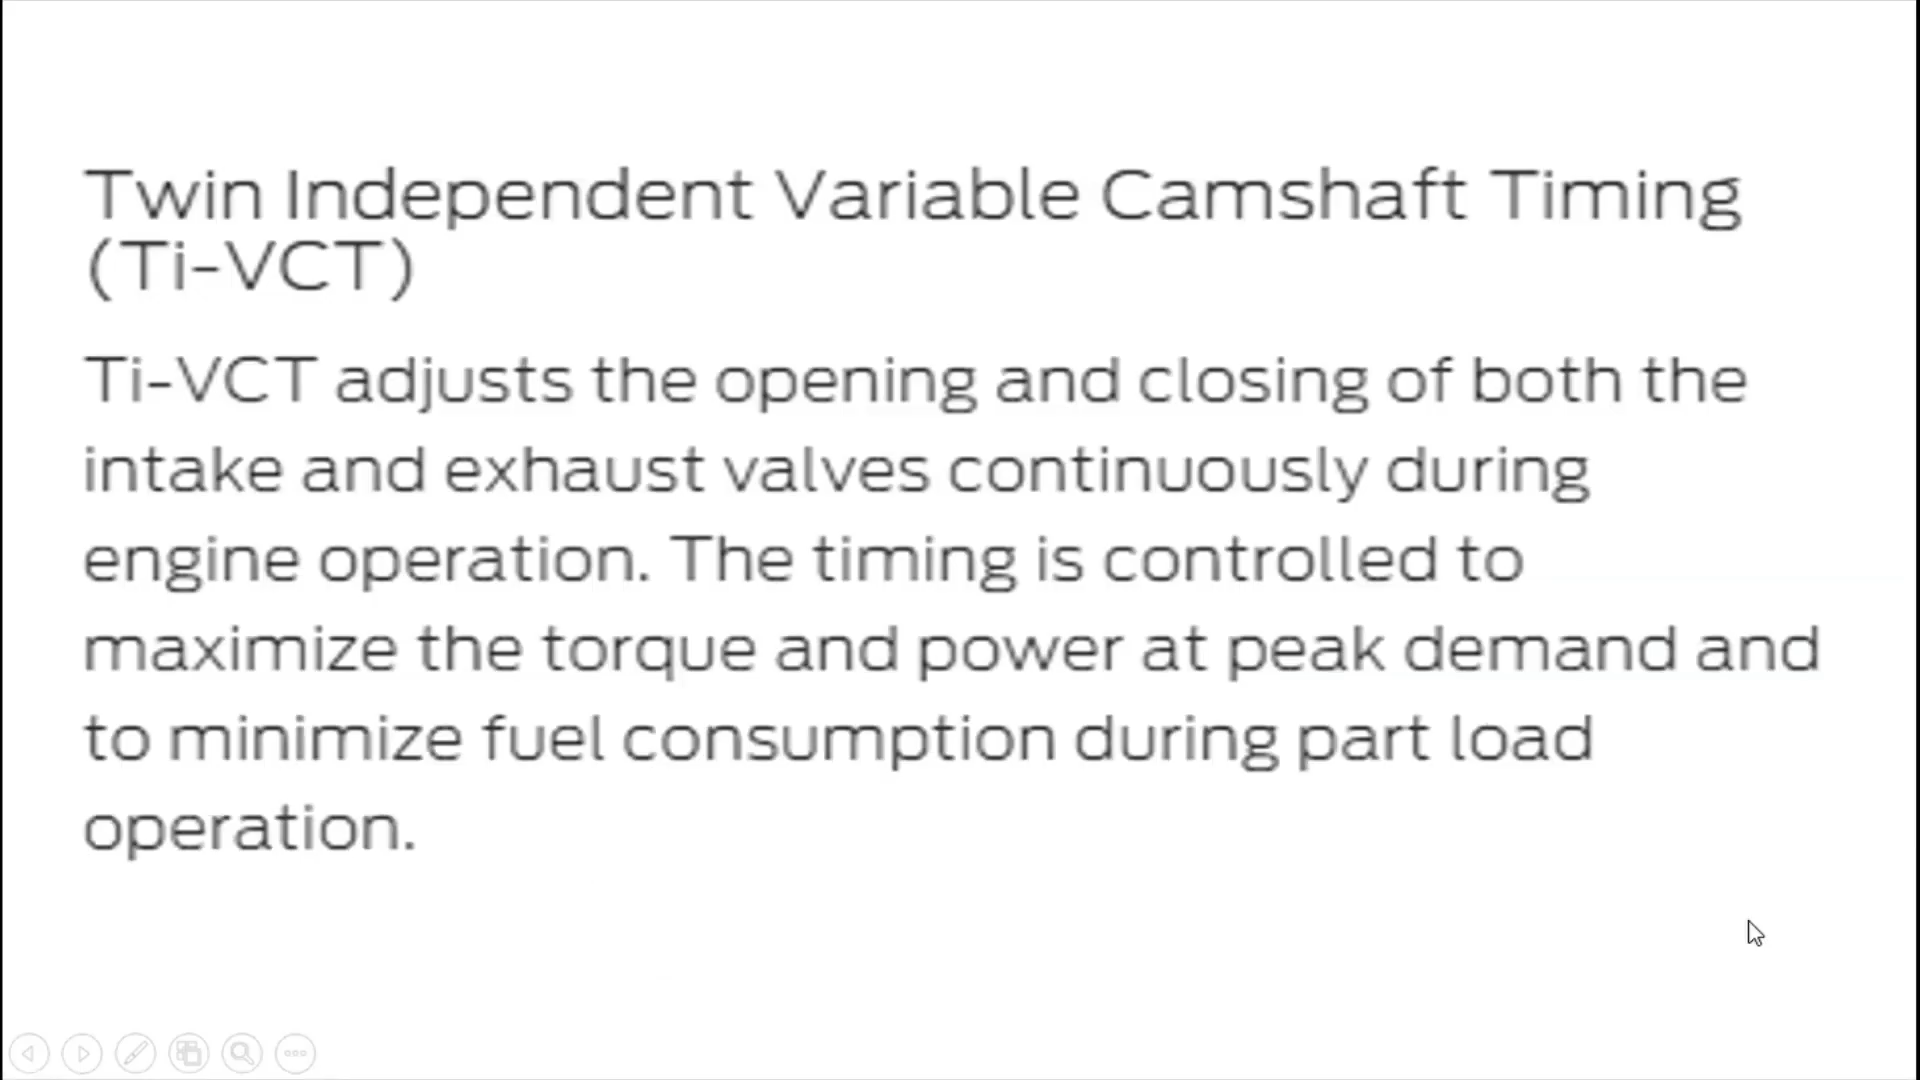 Twin Independent Variable Camshaft Timing
(Ti-VCT)
Ti-VCT adjusts the opening and closing of both the
intake and exhaust valves continuously during
engine operation. The timing is controlled to
maximize the torque and power at peak demand and
to minimize fuel consumption during part load
operation.